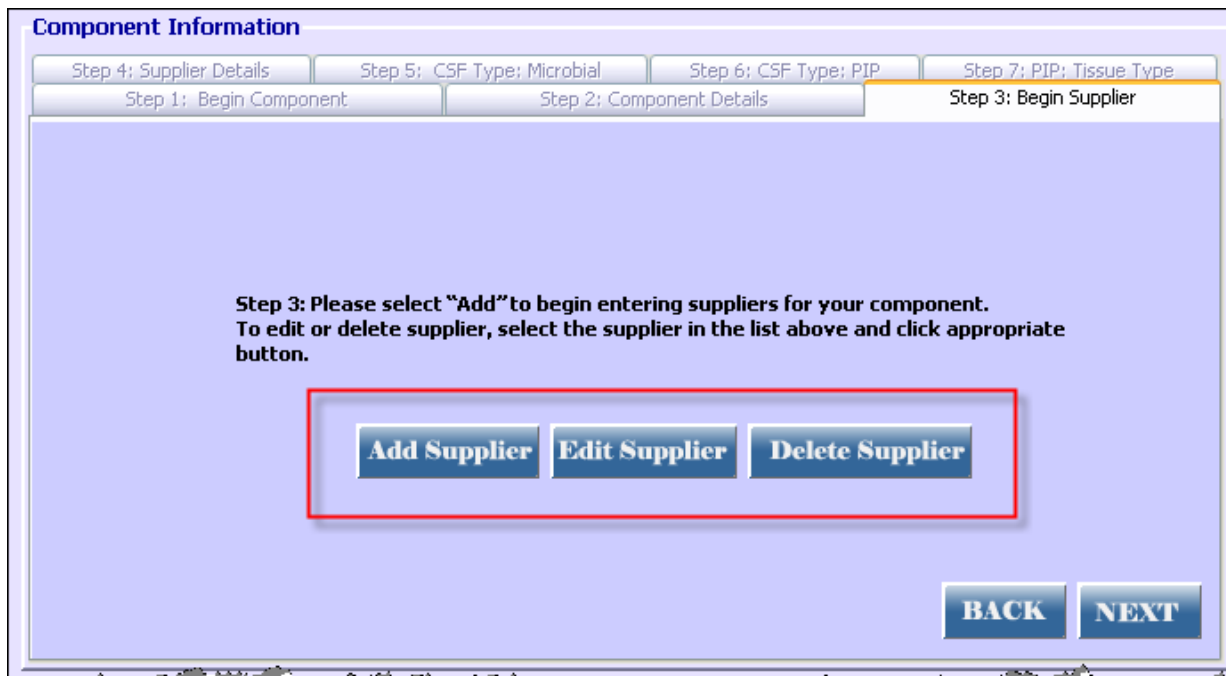 Component Information
Step 4: Supplier Details
Step 5: CSF Type: Microbial
Step 6: CSF Type: PIP
Step 7: PIP: Tissue Type
Step 1: Begin Component
Step 2: Component Details
Step 3: Begin Supplier
Step 3: Please select “Add” to begin entering suppliers for your component.
To edit or delete supplier, select the supplier in the list above and click appropriate
button.
Add Supplier
Edit Supplier
Delete Supplier
BACK
NEXT